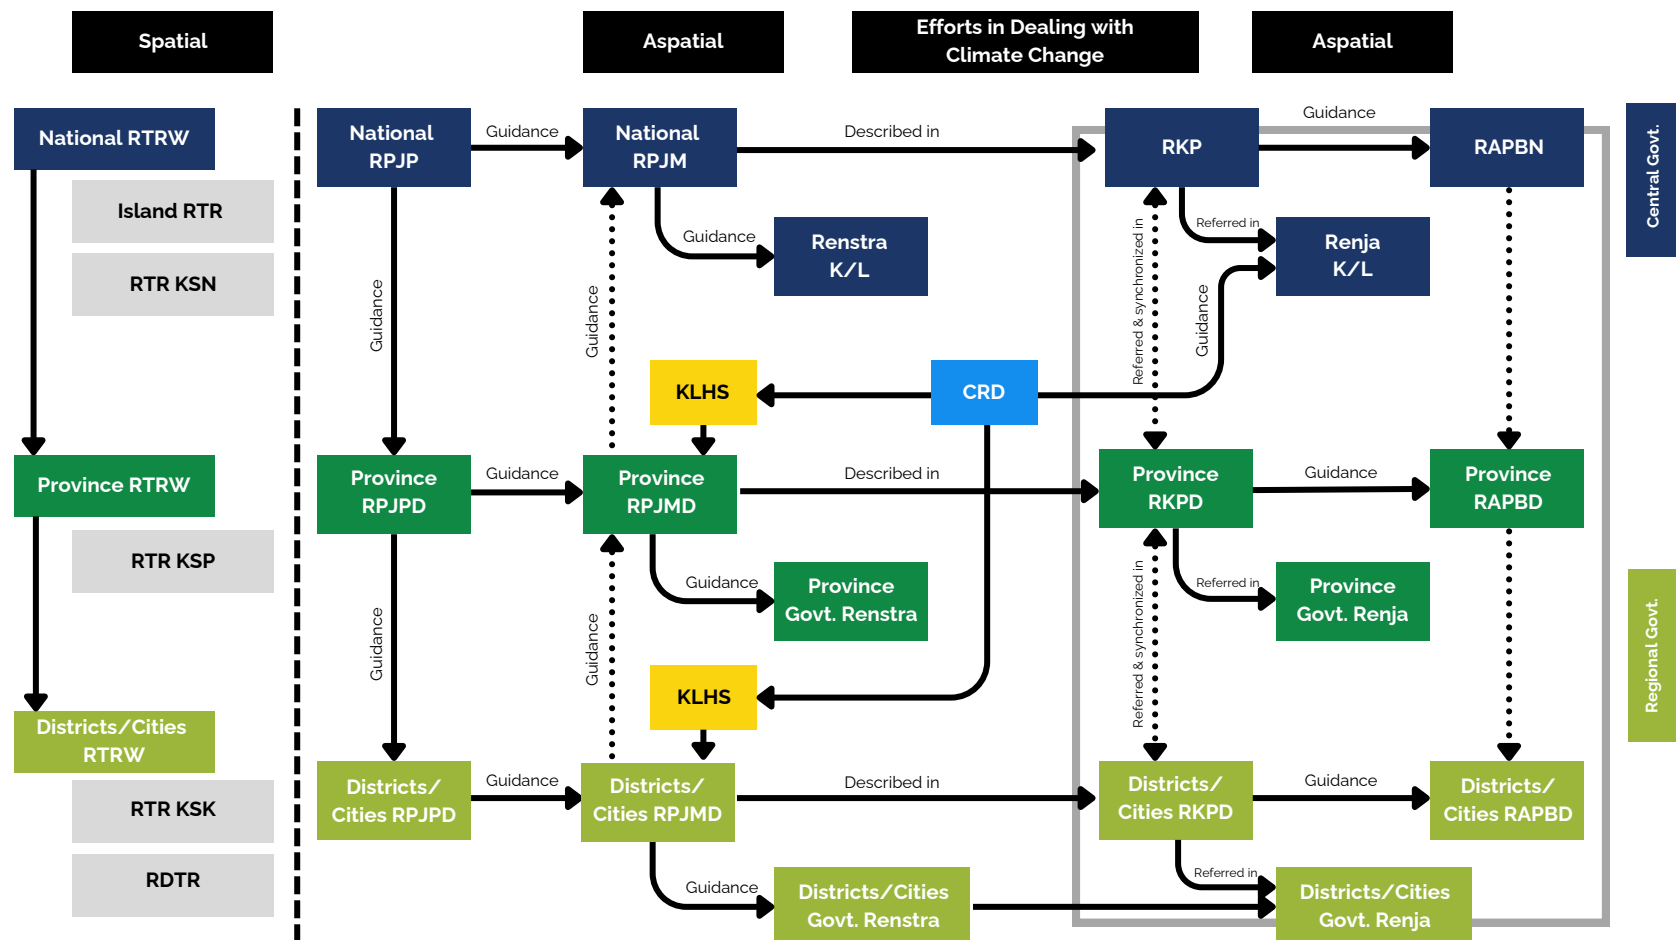 Spatial
Aspatial
Efforts in Dealing with
Climate Change
Aspatial
National RTRW
National
RPJP
Guidance
National
RPJM
Described in
RKP
Guidance
RAPBN
Central Govt.
Island RTR
RTR KSN
Guidance
Renstra
K/L
Referred in
Renja
K/L
Guidance
Guidance
Referred & synchronized in
Guidance
KLHS
CRD
Province RTRW
Province
RPJPD
Guidance
Province
RPJMD
Described in
Province
RKPD
Guidance
Province
RAPBD
RTR KSP
Guidance
Province
Govt. Renstra
Referred in
Province
Govt. Renja
Regional Govt.
Guidance
Guidance
Referred & synchronized in
KLHS
Districts/Cities
RTRW
Districts/
Cities RPJPD
Guidance
Districts/
Cities RPJMD
Described in
Districts/
Cities RKPD
Guidance
Districts/
Cities RAPBD
RTR KSK
RDTR
Guidance
Districts/Cities
Govt. Renstra
Referred in
Districts/Cities
Govt. Renja